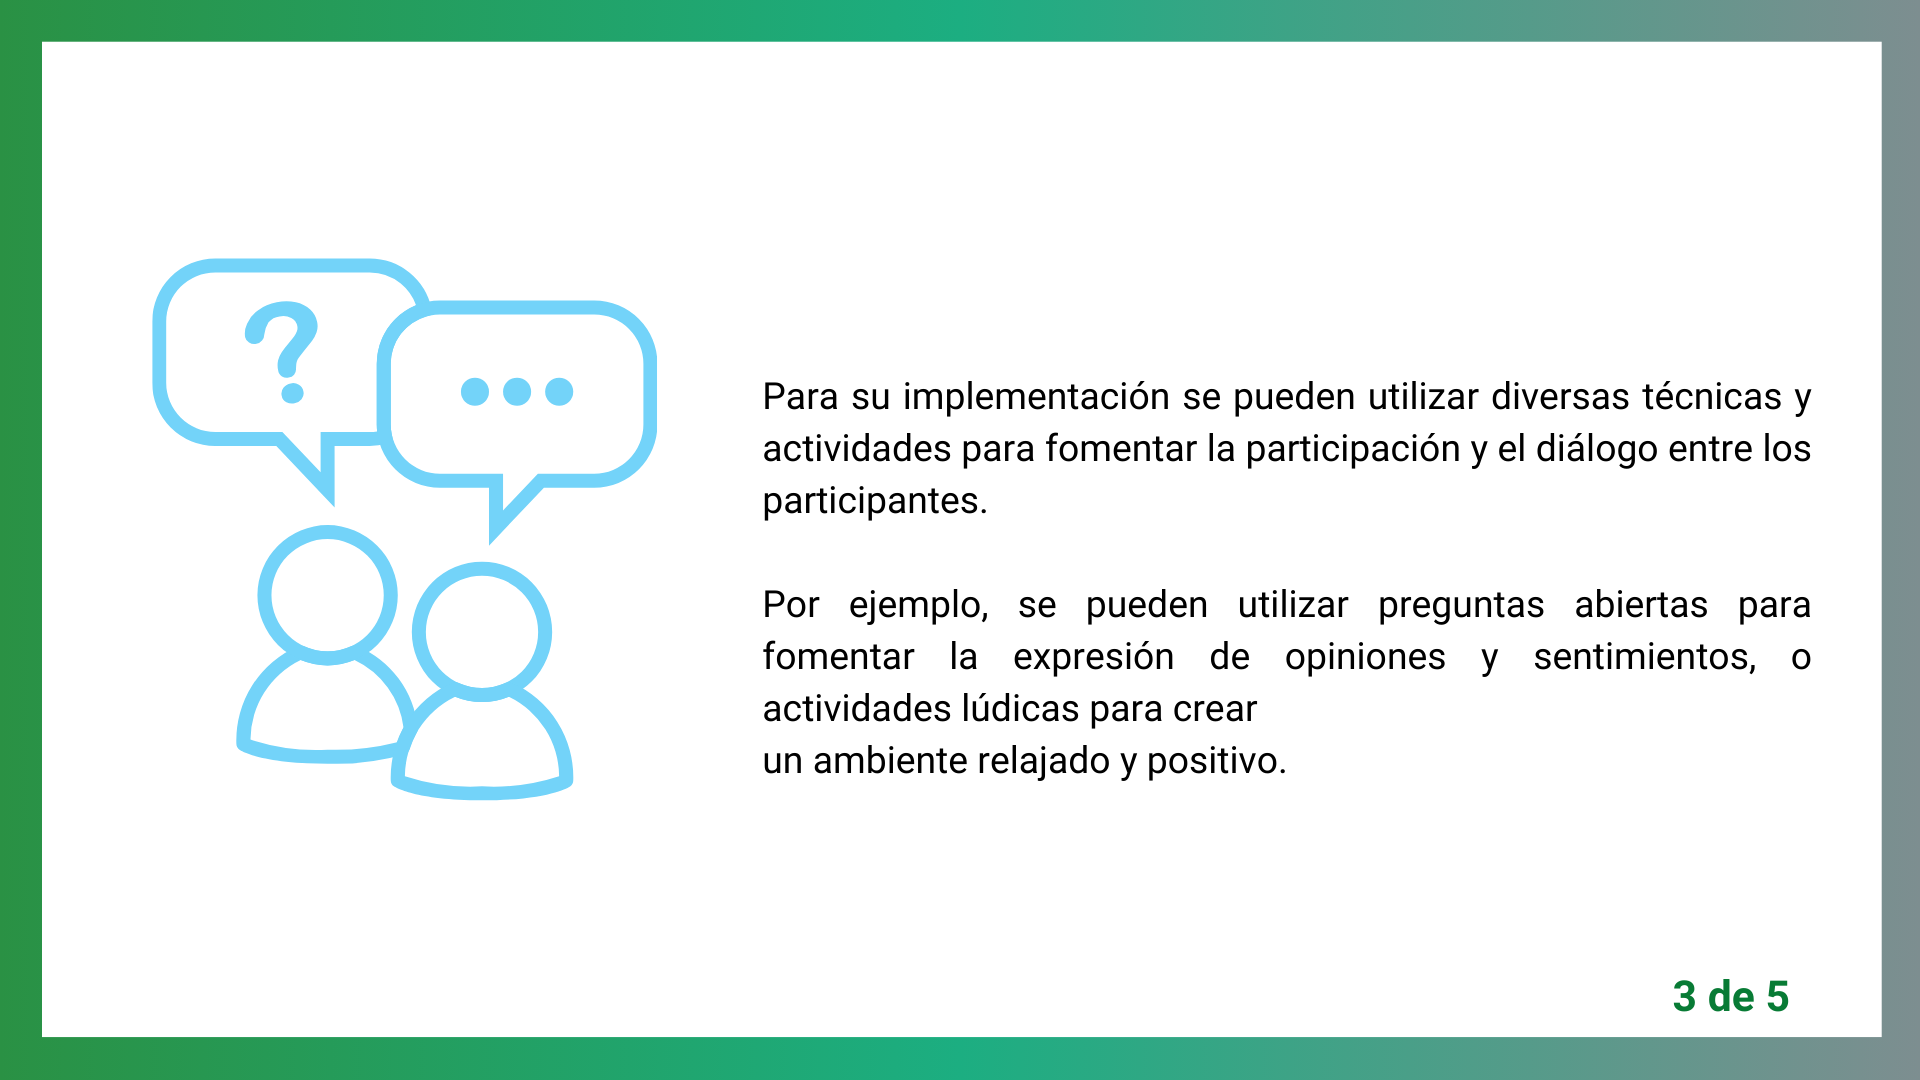 ?
Para su implementación se pueden utilizar diversas técnicas y
actividades para fomentar la participación y el diálogo entre los
participantes.
Por ejemplo, se pueden utilizar preguntas abiertas para
fomentar la expresión de opiniones y sentimientos, o
actividades lúdicas para crear
un ambiente relajado y positivo.
3 de 5